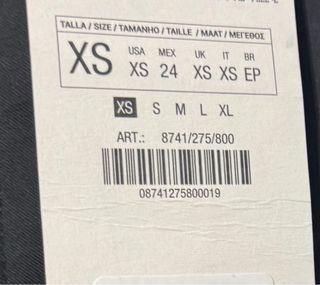 TALLA / SIZE / TAMANHO / TAILLE / MAAT / ΜΕΓΕΘΟΣ
XS
USA MEX UK IT BR
XS 24 XS XS EP
XS S M L XL
ART.: 8741/275/800
08741275800019